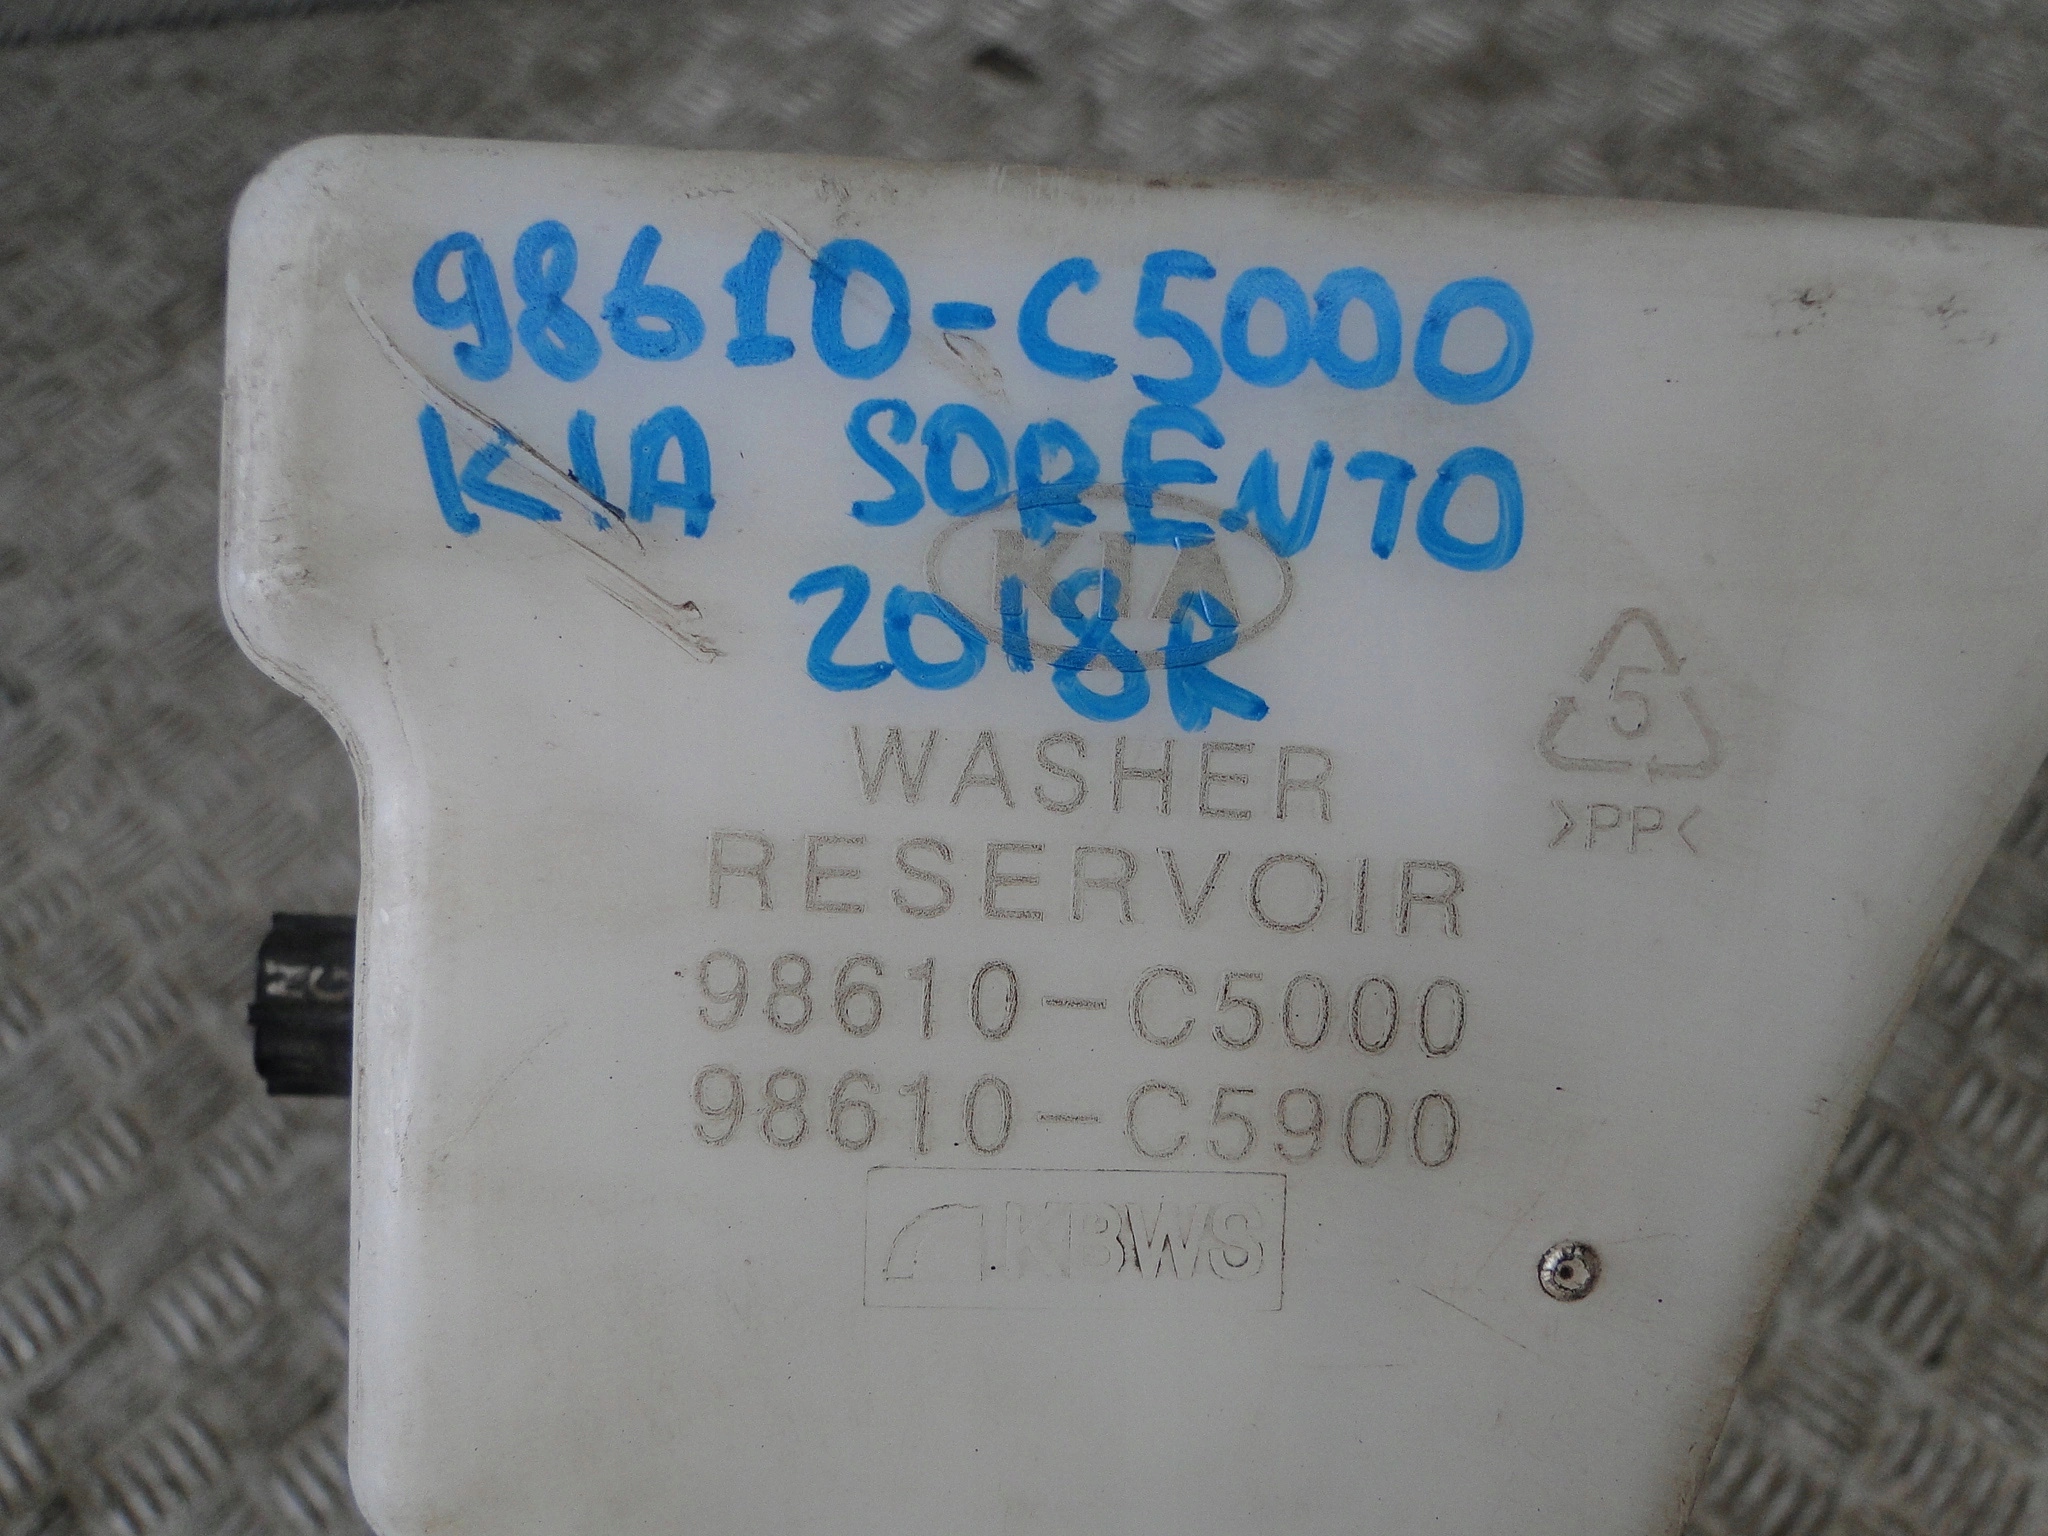 98610-C5000
KIA SORENTO
KIA
2018R
WASHER
RESERVOIR
98610-C5000
98610-C5900
KBWS
5
>PP<